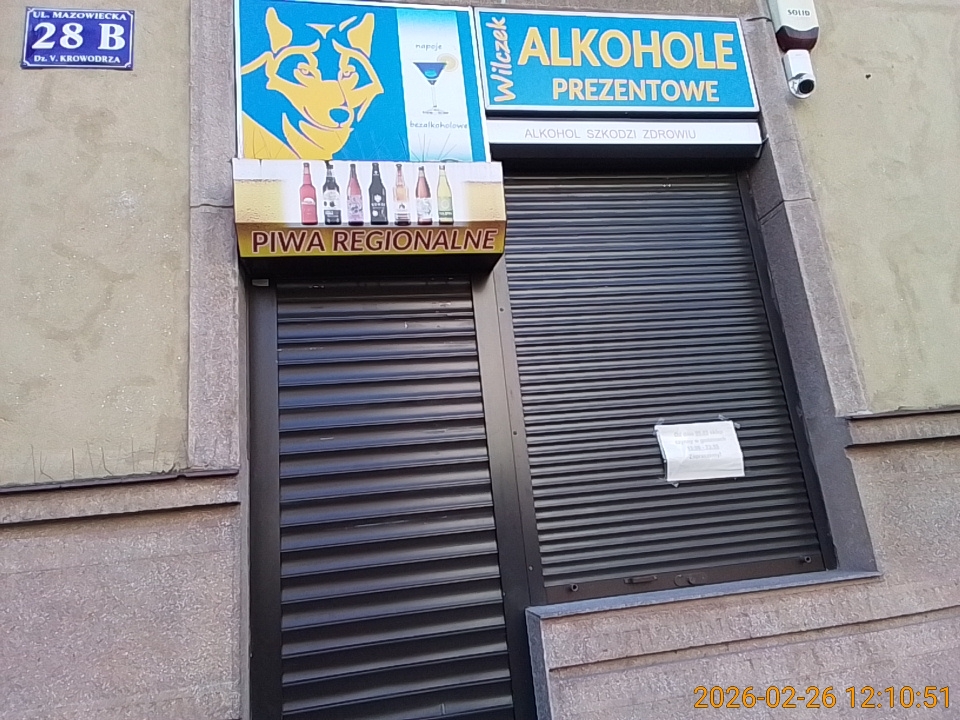 UL. MAZOWIECKA
28 B
Dz. V. KROWODRZA
napoje
bezalkoholowe
Wilczek
ALKOHOLE
PREZENTOWE
SOLID
ALKOHOL SZKODZI ZDROWIU
PIWA REGIONALNE
2026-02-26 12:10:51